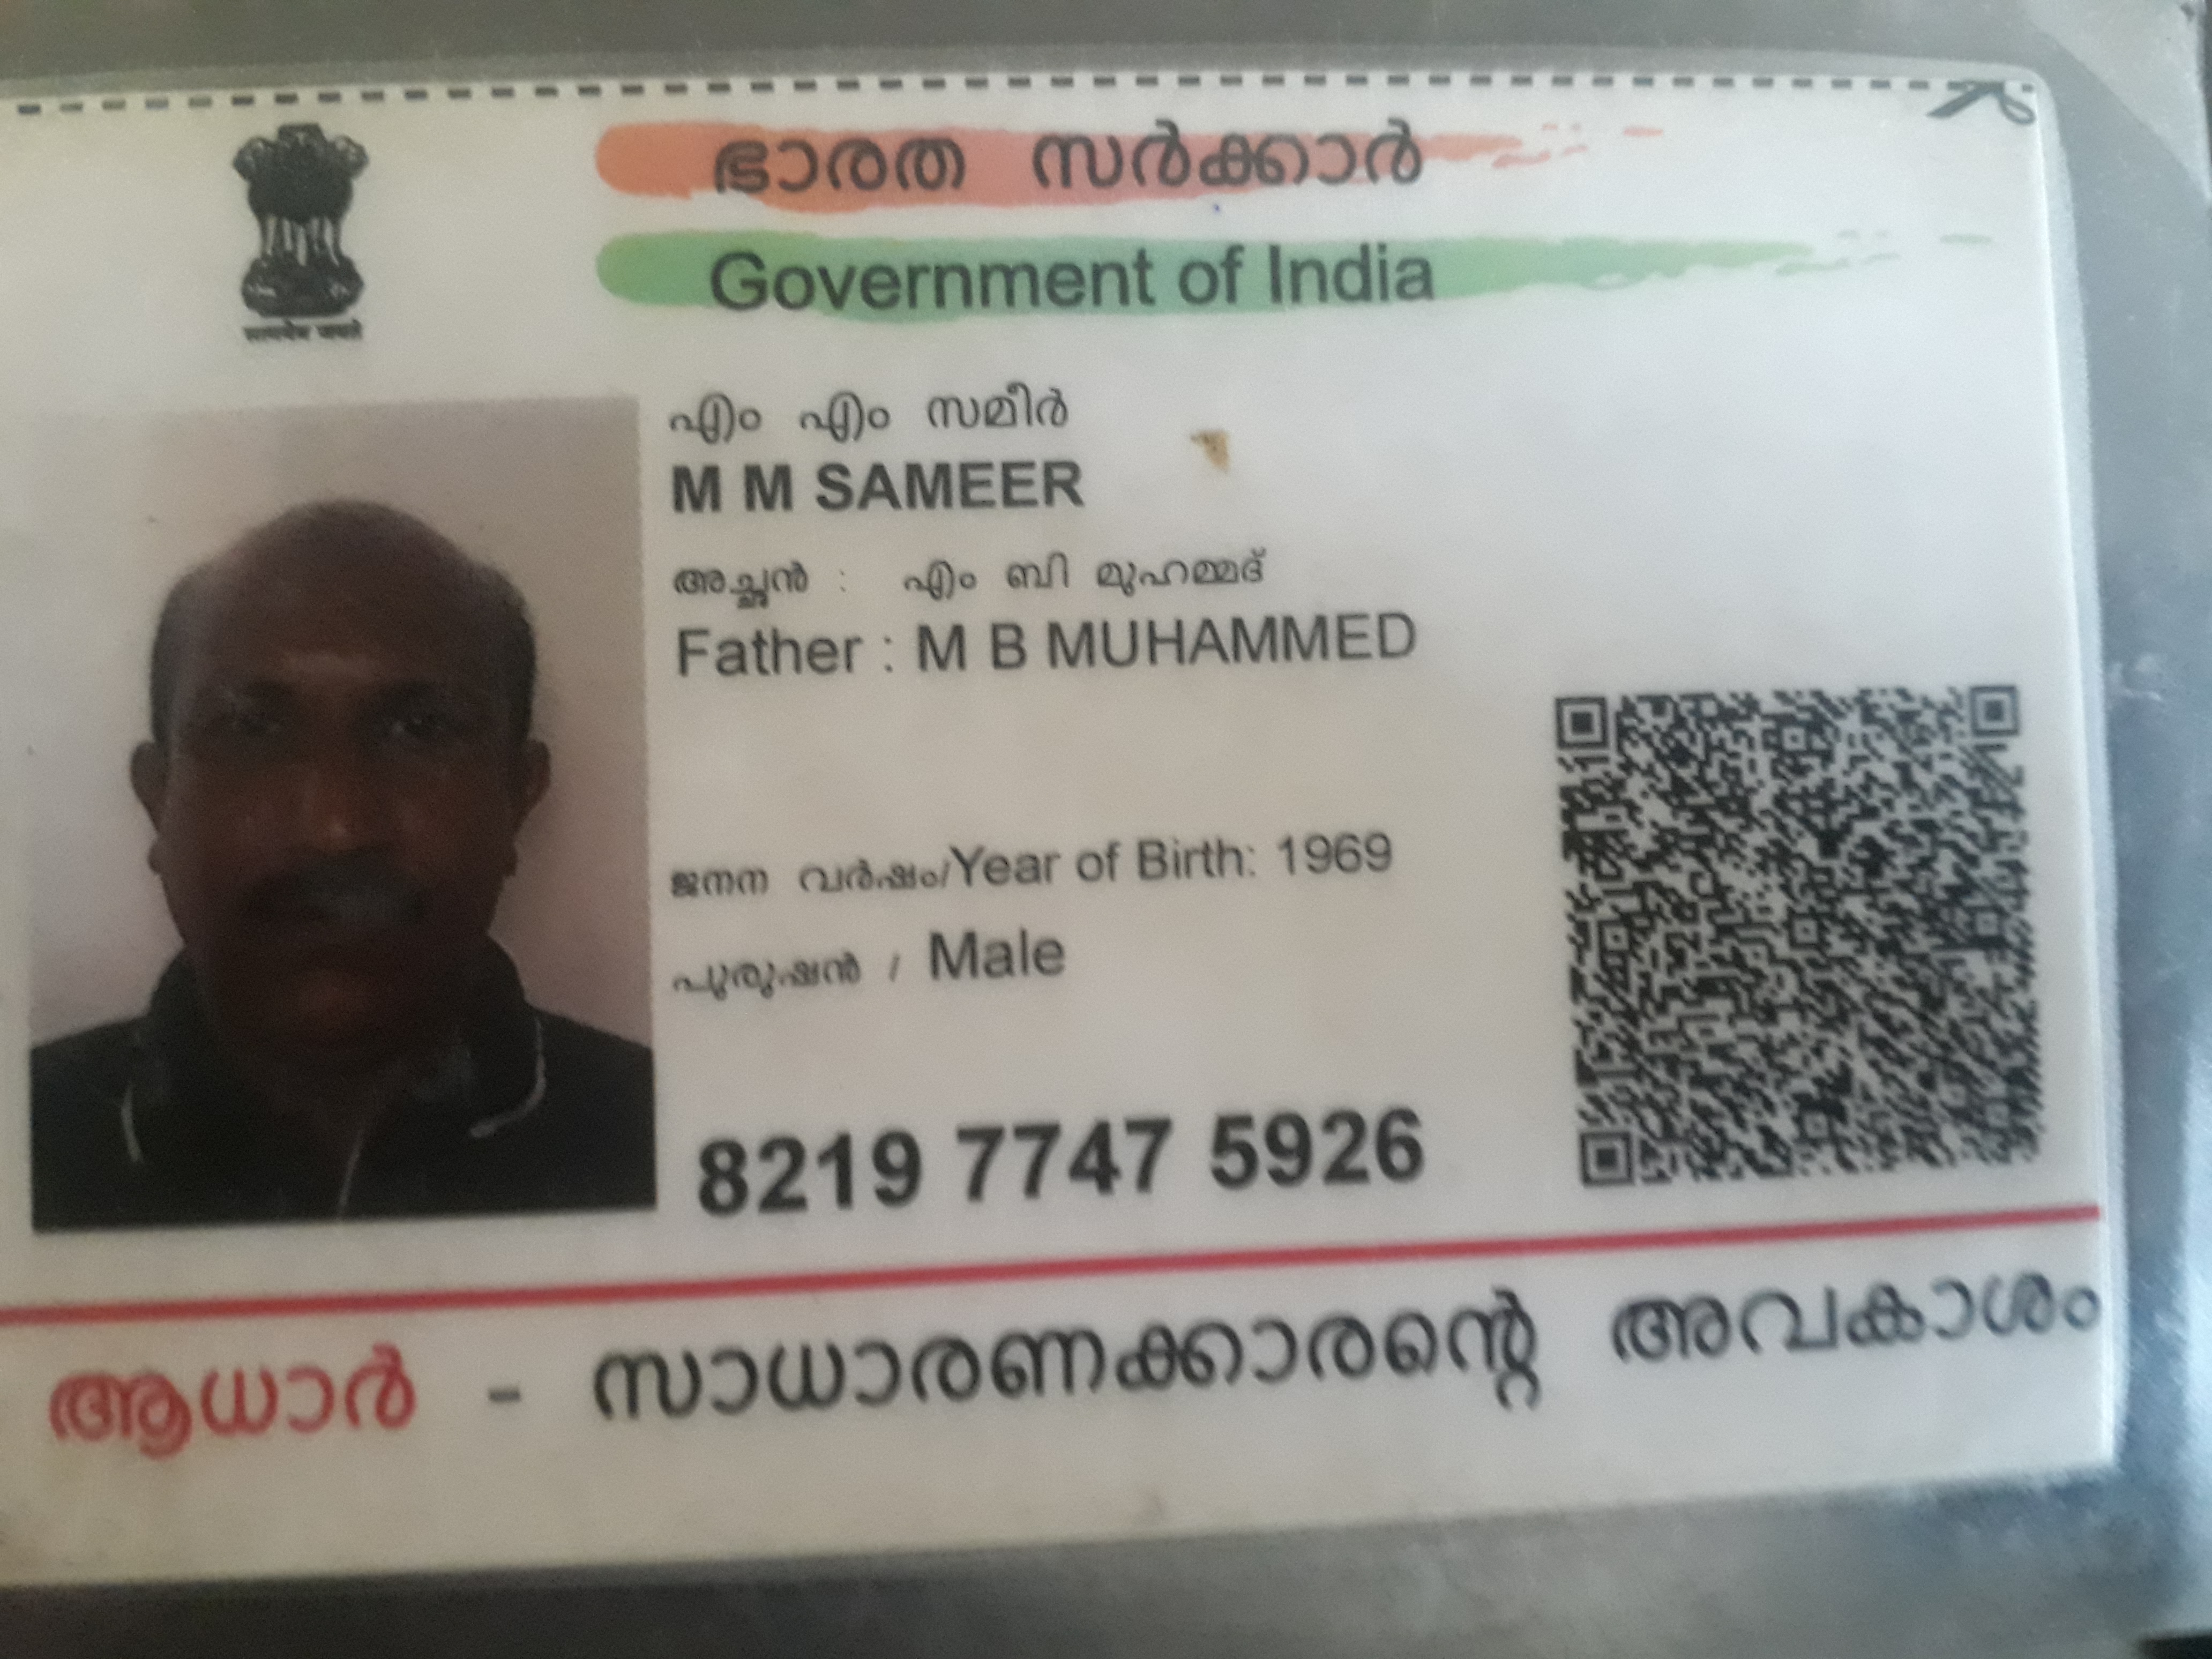 ഭാരത സർക്കാർ
Government of India
എം എം സമീർ
M M SAMEER
അച്ഛൻ : എം ബി മുഹമ്മദ്
Father : M B MUHAMMED
ജനന വർഷം/Year of Birth: 1969
പുരുഷൻ / Male
8219 7747 5926
ആധാർ - സാധാരണക്കാരന്റെ അവകാശം